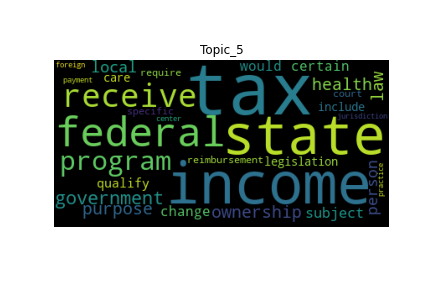 Topic_5
foreign local would certain
payment care require health law
receive tax specific court
include jurisdiction
federal state center
program reimbursement legislation
qualify income person practice
government
purpose change ownership subject